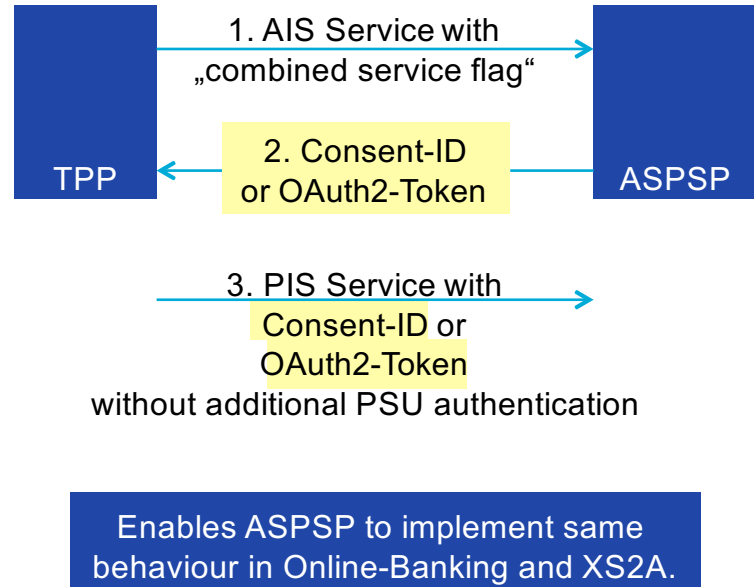 1. AIS Service with
„combined service flag“
2. Consent-ID
or OAuth2-Token
TPP
ASPSP
3. PIS Service with
Consent-ID or
OAuth2-Token
without additional PSU authentication
Enables ASPSP to implement same
behaviour in Online-Banking and XS2A.